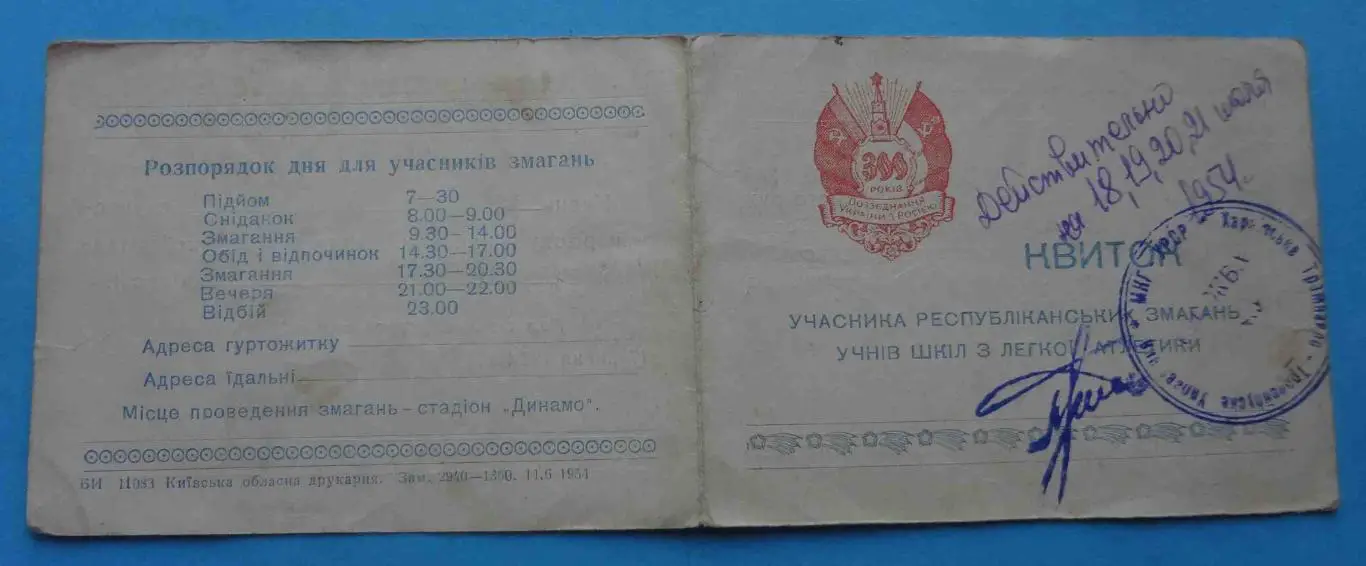 Розпорядок дня для учасників змагань
Підйом 7—30
Сніданок 8.00—9.00
Змагання 9.30—14.00
Обід і відпочинок 14.30—17.00
Змагання 17.30—20.30
Вечеря 21.00—22.00
Відбій 23.00
Адреса гуртожитку
Адреса їдальні
Місце проведення змагань – стадіон „Динамо“.
БИ 11083 Київська обласна друкарня. Зам. 2940—1300. 11.6 1954
300
РОКІВ
ВОЗЗ'ЄДНАННЯ
УКРАЇНИ З РОСІЄЮ
Действительно
на 18,19,20,21 июля
1954г.
КВИТОК
УЧАСНИКА РЕСПУБЛІКАНСЬКИХ ЗМАГАНЬ
УЧНІВ ШКІЛ З ЛЕГКОЇ АТЛЕТИКИ
МКГ УРСР